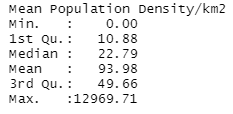 Mean Population Density/km2
Min.   :    0.00
1st Qu.:   10.88
Median :   22.79
Mean   :   93.98
3rd Qu.:   49.66
Max.   :12969.71